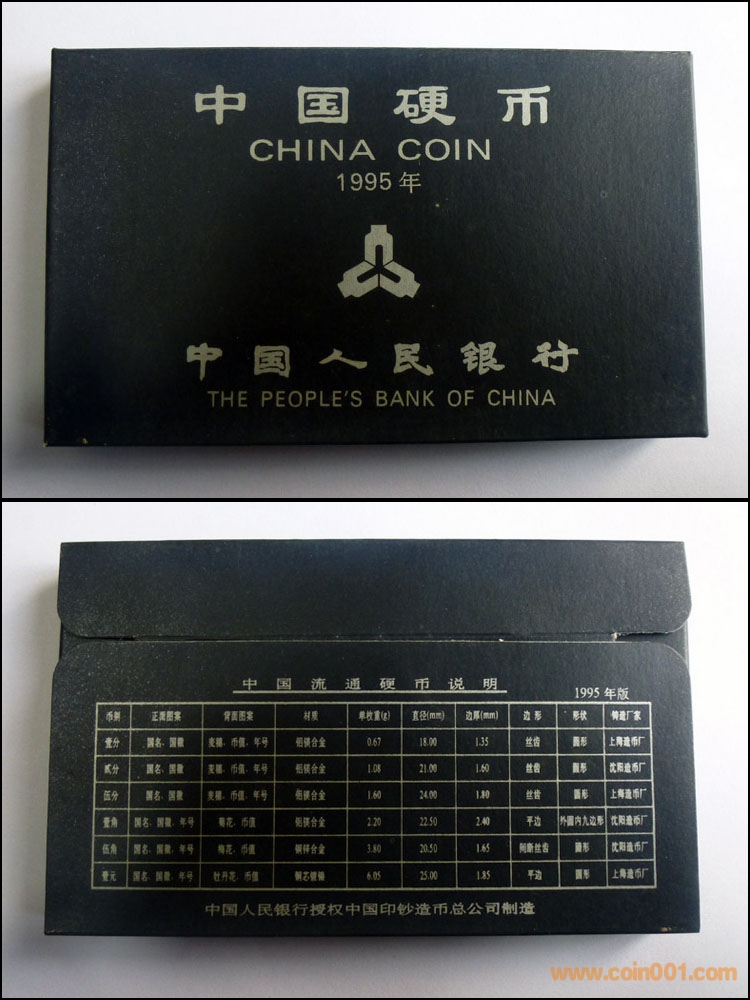 中国硬币
CHINA COIN
1995年
中国人民银行
THE PEOPLE'S BANK OF CHINA
中国流通硬币说明
1995年版
币别 正面图案 背面图案 材质 单枚重(g) 直径(mm) 边厚(mm) 边形 形状 铸造厂家
壹分 国名、国徽 麦穗、币值、年号 铝镁合金 0.67 18.00 1.35 丝齿 圆形 上海造币厂
贰分 国名、国徽 麦穗、币值、年号 铝镁合金 1.08 21.00 1.60 丝齿 圆形 沈阳造币厂
伍分 国名、国徽 麦穗、币值、年号 铝镁合金 1.60 24.00 1.80 丝齿 圆形 上海造币厂
壹角 国名、国徽、年号 菊花、币值 铝镁合金 2.20 22.50 2.40 平边 外圆内九边形 沈阳造币厂
伍角 国名、国徽、年号 梅花、币值 铜锌合金 3.80 20.50 1.65 间断丝齿 圆形 沈阳造币厂
壹元 国名、国徽、年号 牡丹花、币值 钢芯镀镍 6.05 25.00 1.85 平边 圆形 上海造币厂
中国人民银行授权中国印钞造币总公司制造
www.coin001.com